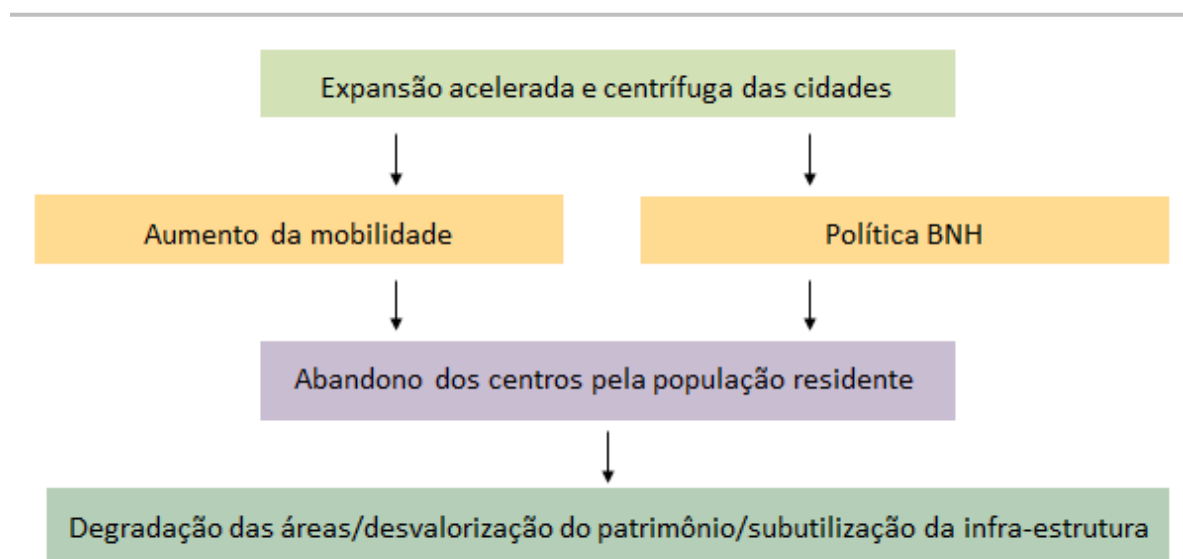 Expansão acelerada e centrífuga das cidades
Aumento da mobilidade
Política BNH
Abandono dos centros pela população residente
Degradação das áreas/desvalorização do patrimônio/subutilização da infra-estrutura